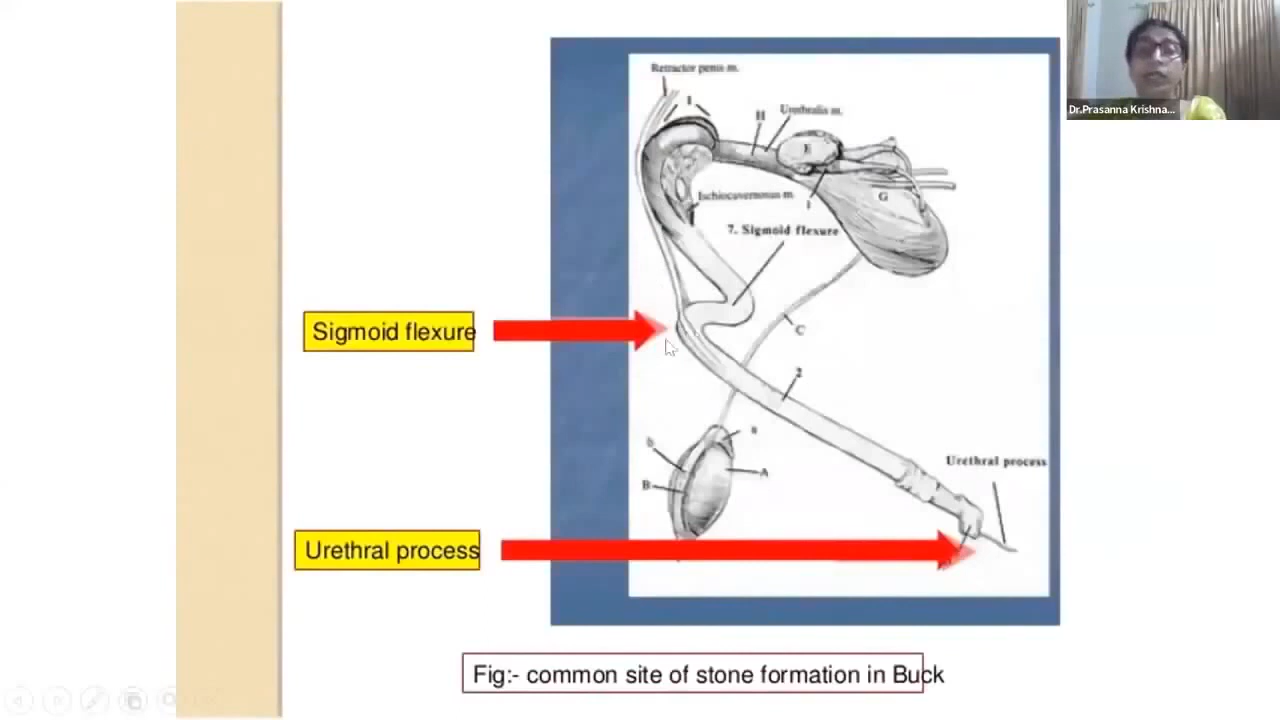 Dr.Prasanna Krishna...
Retractor penis m.
I
H
Urethralis m.
E
G
I
Ischiocavernosus m.
7. Sigmoid flexure
Sigmoid flexure
C
2
a
b
A
B
Urethral process
Urethral process
Fig:- common site of stone formation in Buck